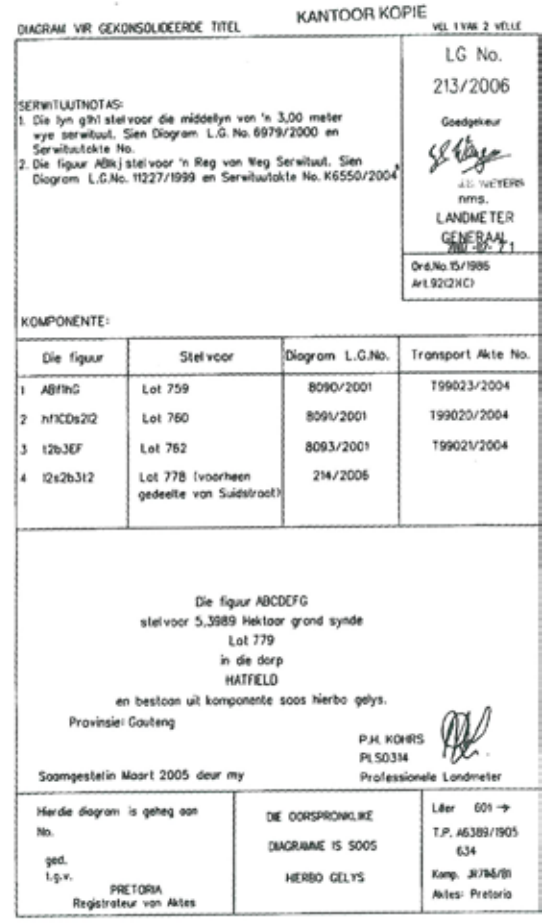 KANTOOR KOPIE
DIAGRAM VIR GEKONSOLIDEERDE TITEL
VEL 1 VAN 2 VELLE
LG No.
213/2006
Goedgekeur
J.S. WEYERS
nms.
LANDMETER
GENERAAL
Ord.No.15/1986
Art.92(2)(C)
SERWITUUTNOTAS:
1. Die lyn g1h1 stel voor die middellyn van 'n 3,00 meter
wye serwituut. Sien Diagram L.G. No. 6979/2000 en
Serwituutakte No.
2. Die figuur ABlkj stel voor 'n Reg van Weg Serwituut. Sien
Diagram L.G.No. 11227/1999 en Serwituutakte No. K6550/2004
KOMPONENTE:
Die figuur Stel voor Diagram L.G.No. Transport Akte No.
1 Lot 759 8090/2001 T99023/2004
2 Lot 760 8091/2001 T99020/2004
3 t2b3EF Lot 762 8093/2001 T99021/2004
4 Lot 778 (voorheen 214/2006
gedeelte van Suidstraat)
Die figuur ABCDEFG
stel voor 5,3989 Hektaar grond synde
Lot 779
in die dorp
HATFIELD
en bestaan uit komponente soos hierbo gelys.
Provinsie: Gauteng
P.H. KOHRS
PLS0314
Saamgestel in Maart 2005 deur my Professionele Landmeter
Hierdie diagram is geheg aan
No.
ged.
t.g.v.
PRETORIA
Registrateur van Aktes
DIE OORSPRONKLIKE
DIAGRAMME IS SOOS
HIERBO GELYS
Lêer 601 →
T.P. A6389/1905
634
Komp.
Aktes: Pretoria